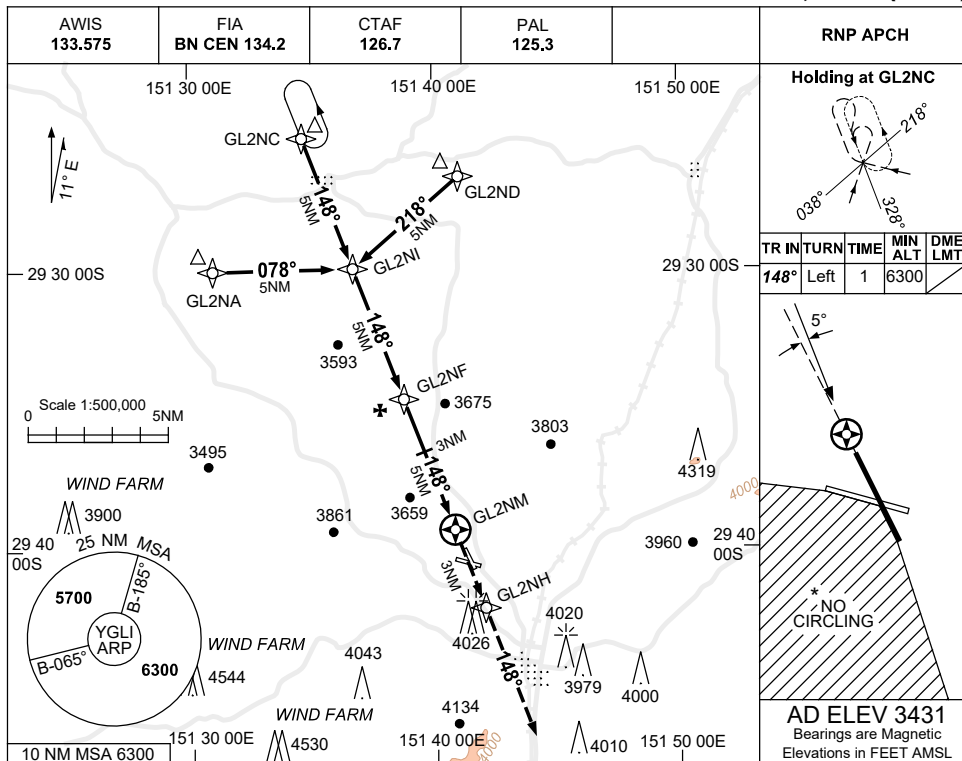 AWIS
133.575
FIA
BN CEN 134.2
CTAF
126.7
PAL
125.3
RNP APCH
151 30 00E
151 40 00E
151 50 00E
11° E
GL2NC
148°
5NM
218°
5NM
GL2ND
GL2NI
078°
5NM
GL2NA
29 30 00S
29 30 00S
148°
5NM
3593
GL2NF
3675
3803
3NM
148°
5NM
Scale 1:500,000
0
5NM
3495
WIND FARM
3900
3659
3861
GL2NM
4319
4000
3960
29 40
00S
29 40
00S
25 NM MSA
5700
B-185°
YGLI
ARP
B-065°
6300
3NM
GL2NH
4026
4020
WIND FARM
4544
4043
148°
3979
4000
WIND FARM
4530
4134
4000
4010
10 NM MSA 6300
151 30 00E
151 40 00E
151 50 00E
Holding at GL2NC
218°
038°
328°
TR IN TURN TIME MIN ALT DME LMT
148° Left 1 6300
5°
* NO
CIRCLING
AD ELEV 3431
Bearings are Magnetic
Elevations in FEET AMSL